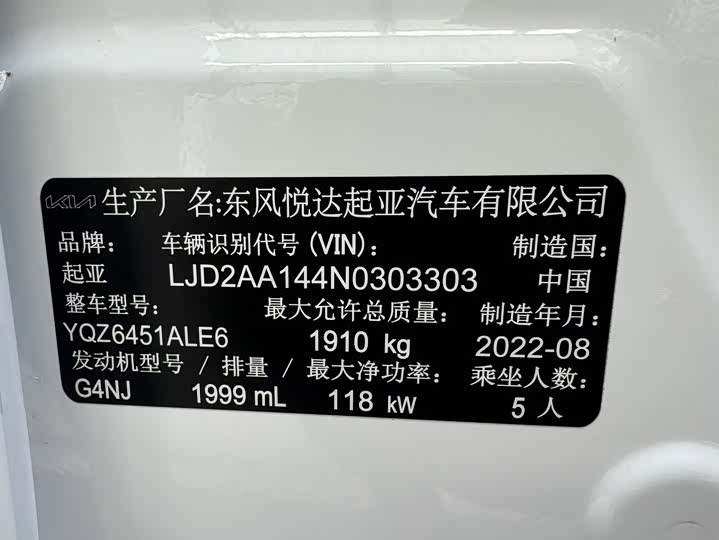 KIA 生产厂名:东风悦达起亚汽车有限公司
品牌: 车辆识别代号(VIN): 制造国:
起亚 LJD2AA144N0303303 中国
整车型号: 最大允许总质量: 制造年月:
YQZ6451ALE6 1910 kg 2022-08
发动机型号 / 排量 / 最大净功率: 乘坐人数:
G4NJ 1999 mL 118 kW 5 人